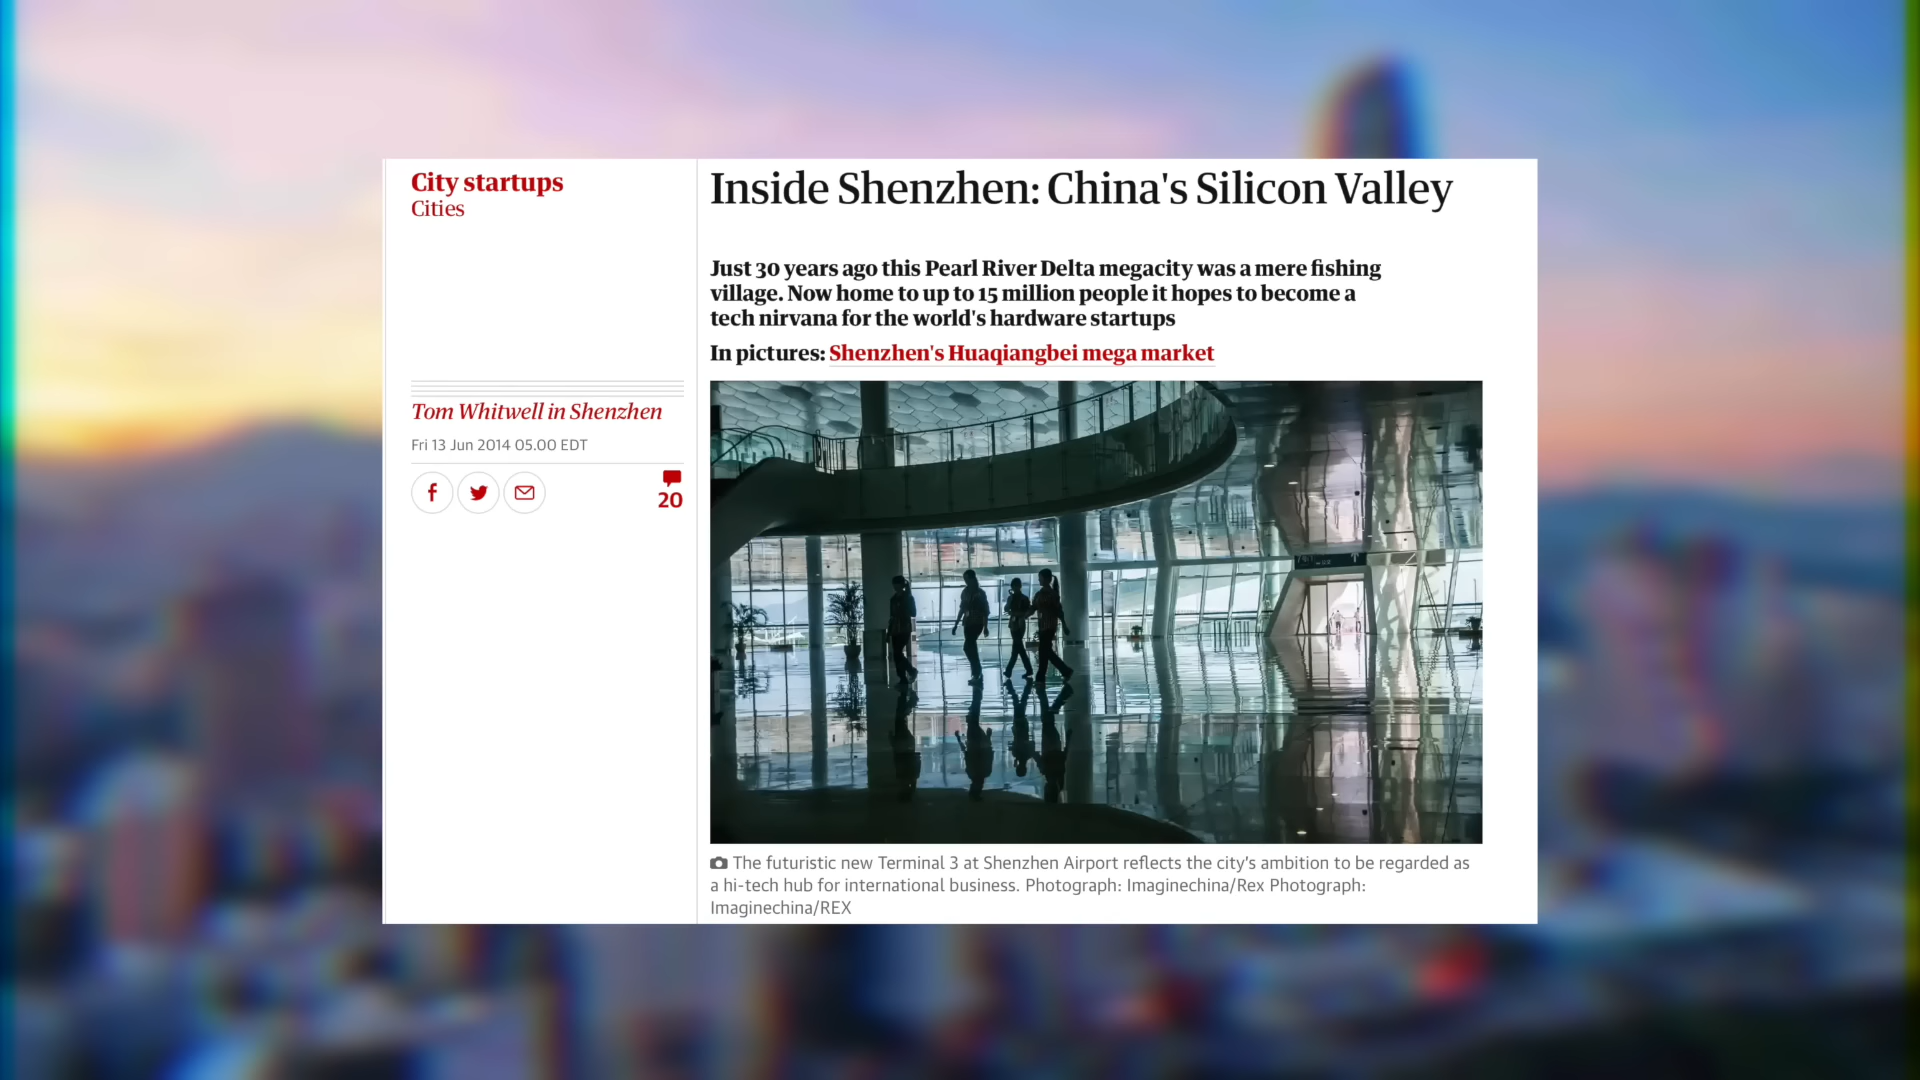 City startups
Cities
Inside Shenzhen: China's Silicon Valley
Just 30 years ago this Pearl River Delta megacity was a mere fishing
village. Now home to up to 15 million people it hopes to become a
tech nirvana for the world's hardware startups
In pictures: Shenzhen's Huaqiangbei mega market
Tom Whitwell in Shenzhen
Fri 13 Jun 2014 05.00 EDT
20
The futuristic new Terminal 3 at Shenzhen Airport reflects the city's ambition to be regarded as
a hi-tech hub for international business. Photograph: Imaginechina/Rex Photograph:
Imaginechina/REX